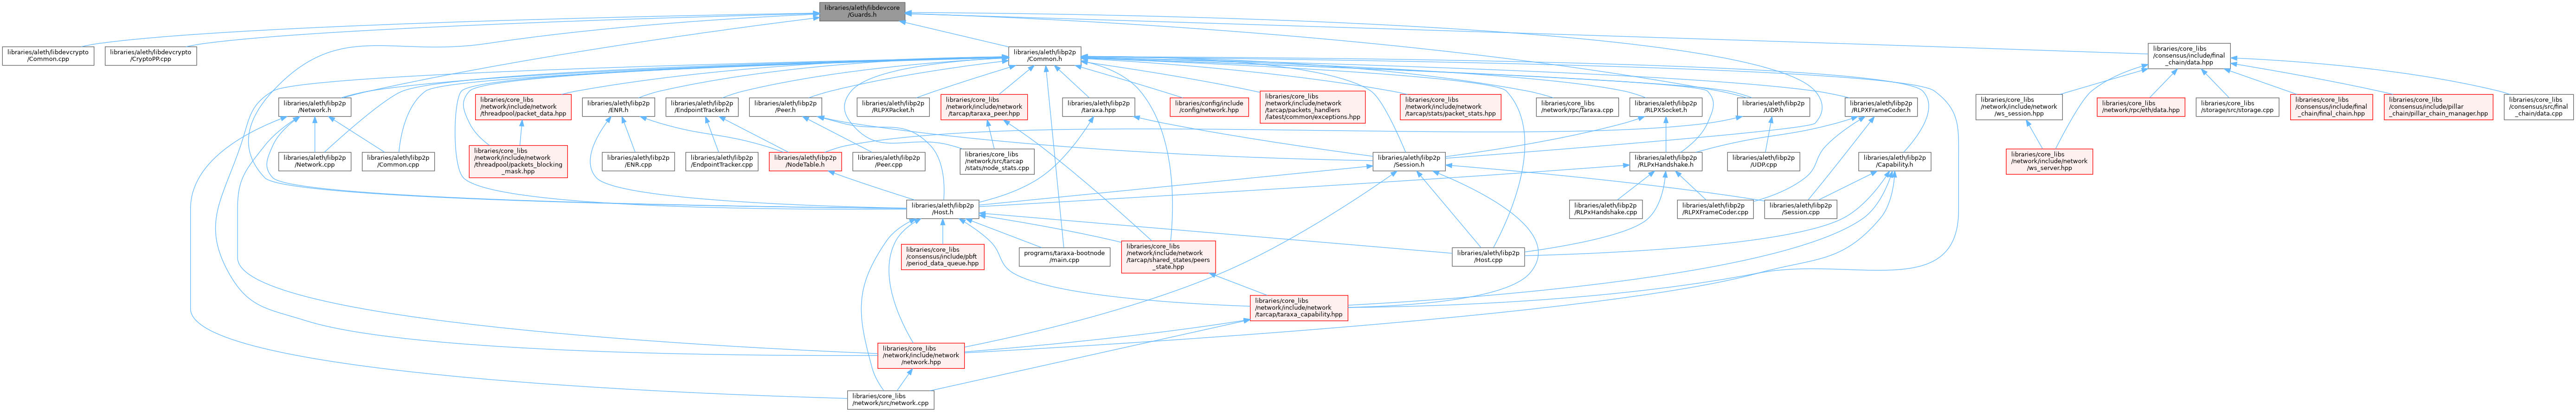 libraries/aleth/libdevcore
/Guards.h
libraries/aleth/libdevcrypto
/Common.cpp
libraries/aleth/libdevcrypto
/CryptoPP.cpp
libraries/aleth/libp2p
/Common.h
libraries/core_libs
/consensus/include/final
_chain/data.hpp
libraries/aleth/libp2p
/Network.h
libraries/core_libs
/network/include/network
/threadpool/packet_data.hpp
libraries/aleth/libp2p
/ENR.h
libraries/aleth/libp2p
/EndpointTracker.h
libraries/aleth/libp2p
/Peer.h
libraries/aleth/libp2p
/RLPXPacket.h
libraries/core_libs
/network/include/network
/tarcap/taraxa_peer.hpp
libraries/aleth/libp2p
/taraxa.hpp
libraries/config/include
/config/network.hpp
libraries/core_libs
/network/include/network
/tarcap/packets_handlers
/latest/common/exceptions.hpp
libraries/core_libs
/network/include/network
/tarcap/stats/packet_stats.hpp
libraries/core_libs
/network/rpc/Taraxa.cpp
libraries/aleth/libp2p
/RLPXSocket.h
libraries/aleth/libp2p
/UDP.h
libraries/aleth/libp2p
/RLPXFrameCoder.h
libraries/core_libs
/network/include/network
/ws_session.hpp
libraries/core_libs
/network/rpc/eth/data.hpp
libraries/core_libs
/storage/src/storage.cpp
libraries/core_libs
/consensus/include/final
_chain/final_chain.hpp
libraries/core_libs
/consensus/include/pillar
_chain/pillar_chain_manager.hpp
libraries/core_libs
/consensus/src/final
_chain/data.cpp
libraries/aleth/libp2p
/Network.cpp
libraries/aleth/libp2p
/Common.cpp
libraries/core_libs
/network/include/network
/threadpool/packets_blocking
_mask.hpp
libraries/aleth/libp2p
/ENR.cpp
libraries/aleth/libp2p
/EndpointTracker.cpp
libraries/aleth/libp2p
/NodeTable.h
libraries/aleth/libp2p
/Peer.cpp
libraries/core_libs
/network/src/tarcap
/stats/node_stats.cpp
libraries/aleth/libp2p
/Session.h
libraries/aleth/libp2p
/RLPxHandshake.h
libraries/aleth/libp2p
/UDP.cpp
libraries/aleth/libp2p
/Capability.h
libraries/core_libs
/network/include/network
/ws_server.hpp
libraries/aleth/libp2p
/Host.h
libraries/aleth/libp2p
/RLPxHandshake.cpp
libraries/aleth/libp2p
/RLPXFrameCoder.cpp
libraries/aleth/libp2p
/Session.cpp
libraries/core_libs
/consensus/include/pbft
/period_data_queue.hpp
programs/taraxa-bootnode
/main.cpp
libraries/core_libs
/network/include/network
/tarcap/shared_states/peers
_state.hpp
libraries/aleth/libp2p
/Host.cpp
libraries/core_libs
/network/include/network
/tarcap/taraxa_capability.hpp
libraries/core_libs
/network/include/network
/network.hpp
libraries/core_libs
/network/src/network.cpp